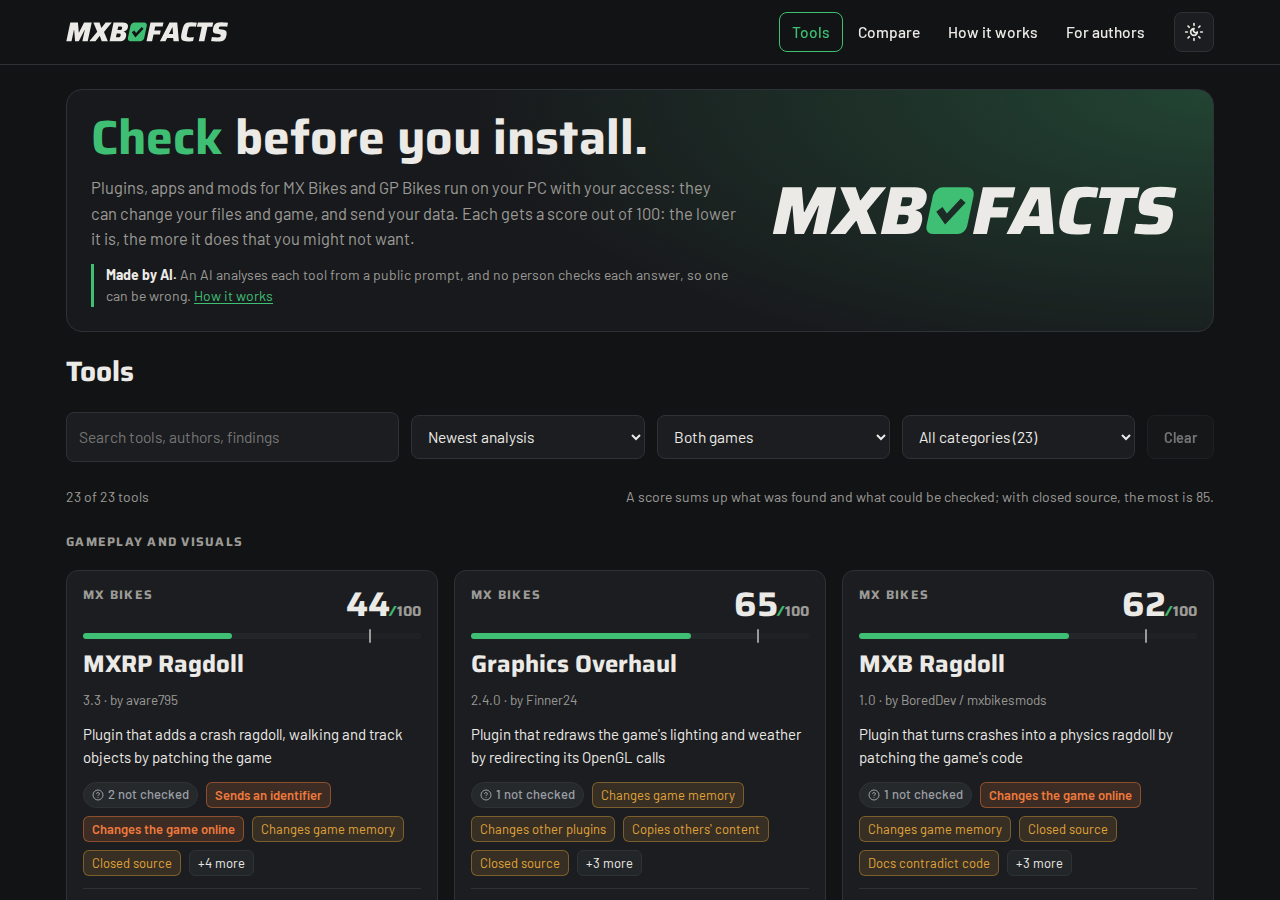 MXB FACTS
Tools
Compare
How it works
For authors
Check before you install.
Plugins, apps and mods for MX Bikes and GP Bikes run on your PC with your access: they
can change your files and game, and send your data. Each gets a score out of 100: the lower
it is, the more it does that you might not want.
Made by AI. An AI analyses each tool from a public prompt, and no person checks each answer, so one
can be wrong. How it works
MXB FACTS
Tools
Search tools, authors, findings
Newest analysis
Both games
All categories (23)
Clear
23 of 23 tools
A score sums up what was found and what could be checked; with closed source, the most is 85.
GAMEPLAY AND VISUALS
MX BIKES
44/100
MXRP Ragdoll
3.3 · by avare795
Plugin that adds a crash ragdoll, walking and track
objects by patching the game
2 not checked
Sends an identifier
Changes the game online
Changes game memory
Closed source
+4 more
MX BIKES
65/100
Graphics Overhaul
2.4.0 · by Finner24
Plugin that redraws the game's lighting and weather
by redirecting its OpenGL calls
1 not checked
Changes game memory
Changes other plugins
Copies others' content
Closed source
+3 more
MX BIKES
62/100
MXB Ragdoll
1.0 · by BoredDev / mxbikesmods
Plugin that turns crashes into a physics ragdoll by
patching the game's code
1 not checked
Changes the game online
Changes game memory
Closed source
Docs contradict code
+3 more